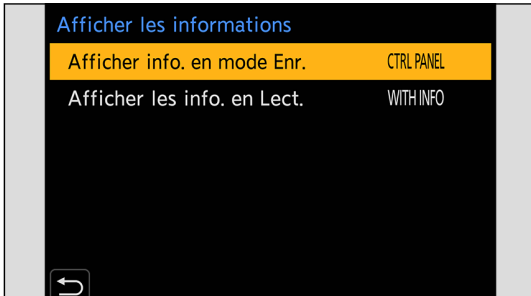 Afficher les informations
Afficher info. en mode Enr. CTRL PANEL
Afficher les info. en Lect. WITH INFO